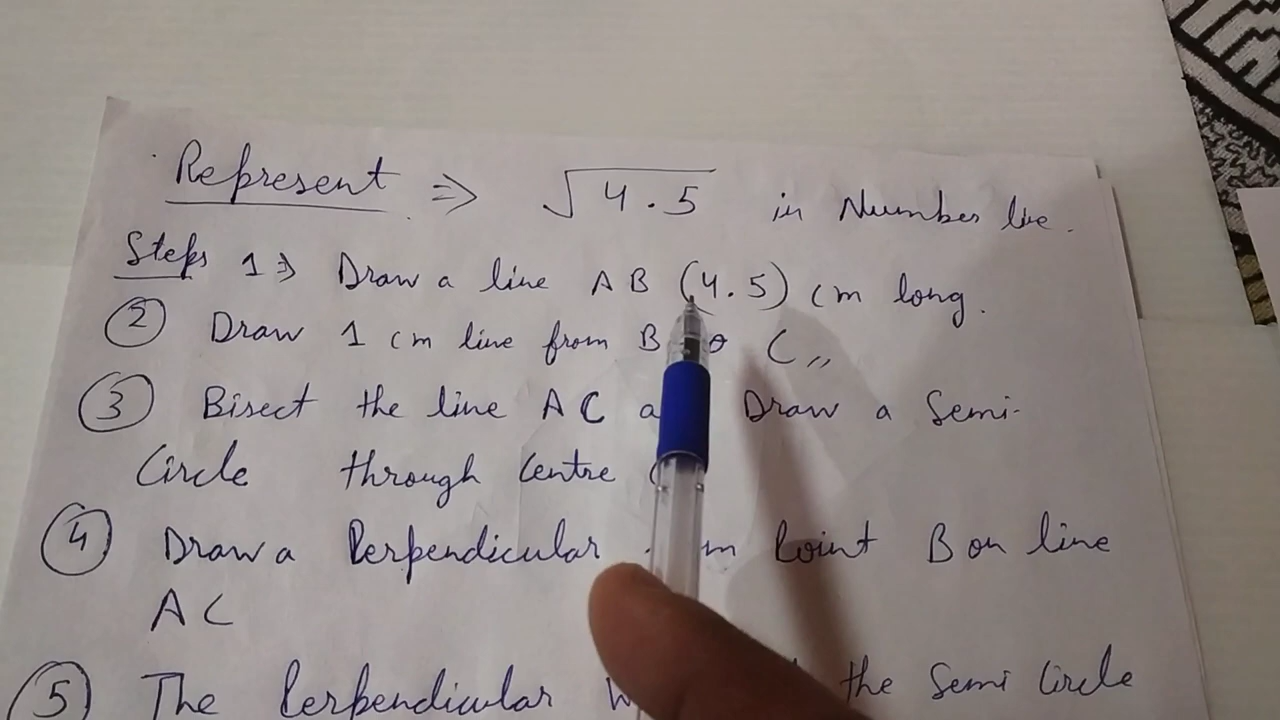 Represent ⇒ √4.5 in Number lie.
Steps 1⇒ Draw a line AB (4.5) cm long.
② Draw 1 cm line from B C,,
③ Bisect the line AC Draw a Semi-
Circle through Centre
④ Draw a Perpendicular Point B on line
AC
⑤ The Perpendicular the Semi Circle